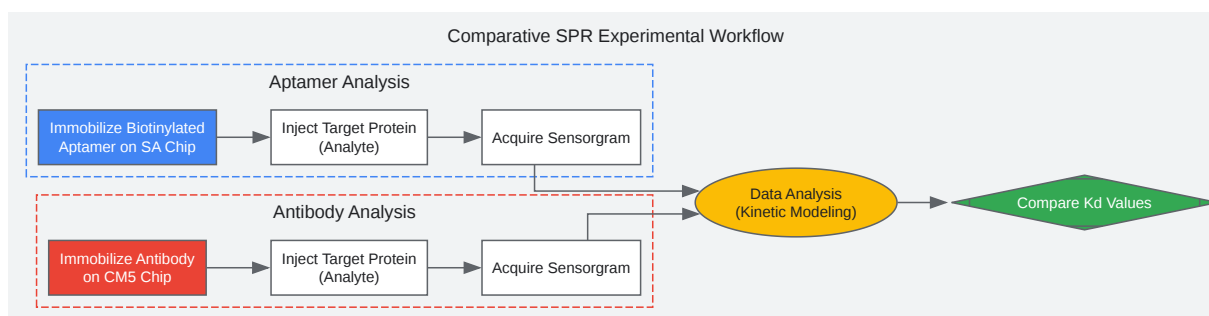 Comparative SPR Experimental Workflow
Aptamer Analysis
Immobilize Biotinylated
Aptamer on SA Chip
Inject Target Protein
(Analyte)
Acquire Sensorgram
Antibody Analysis
Immobilize Antibody
on CM5 Chip
Inject Target Protein
(Analyte)
Acquire Sensorgram
Data Analysis
(Kinetic Modeling)
Compare Kd Values